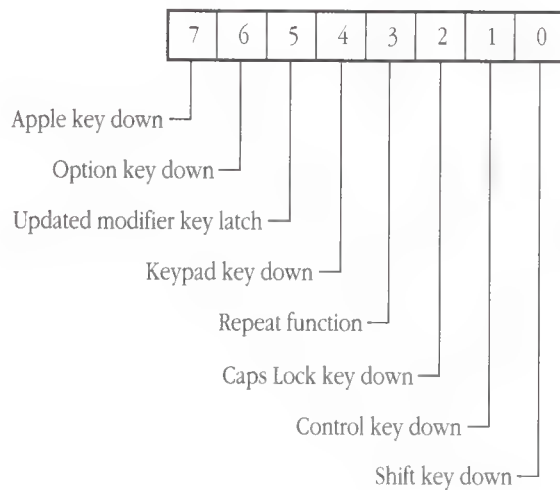 7 6 5 4 3 2 1 0
Apple key down
Option key down
Updated modifier key latch
Keypad key down
Repeat function
Caps Lock key down
Control key down
Shift key down